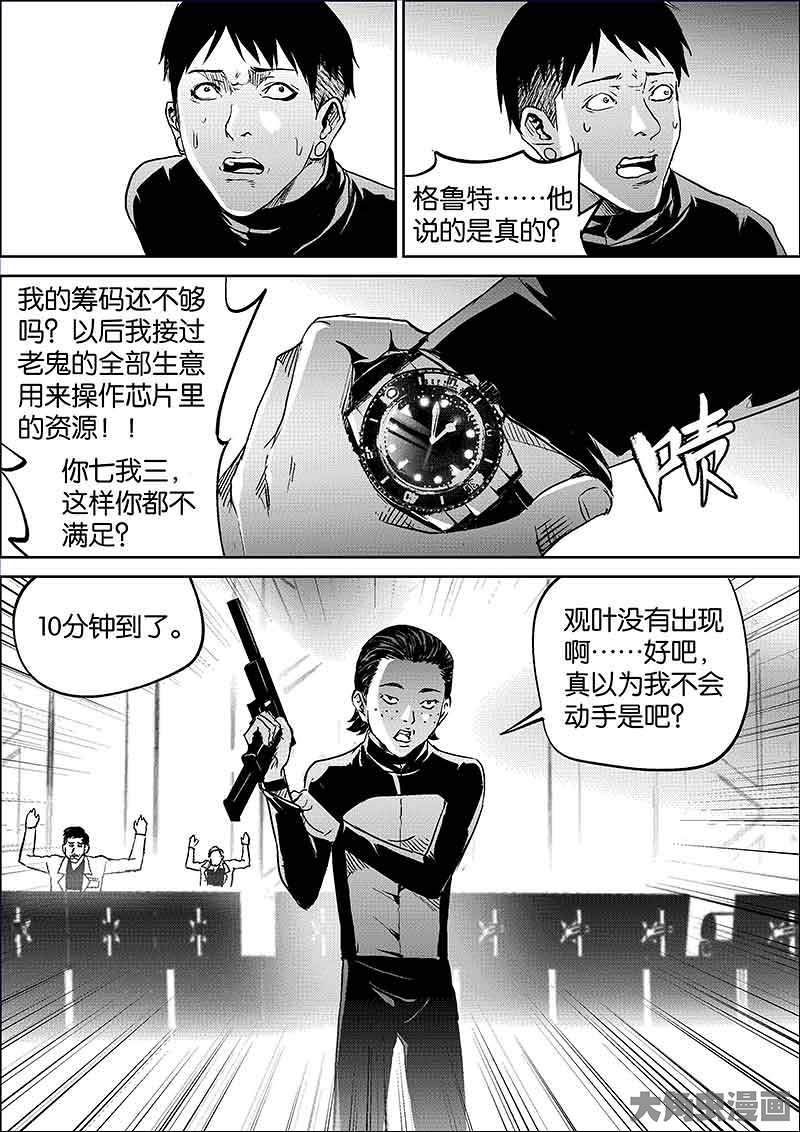 格鲁特……他
说的是真的？
我的筹码还不够
吗？以后我接过
老鬼的全部生意
用来操作芯片里
的资源！！
你七我三，
这样你都不
满足？
啧
10分钟到了。
观叶没有出现
啊……好吧，
真以为我不会
动手是吧？
大角虫漫画